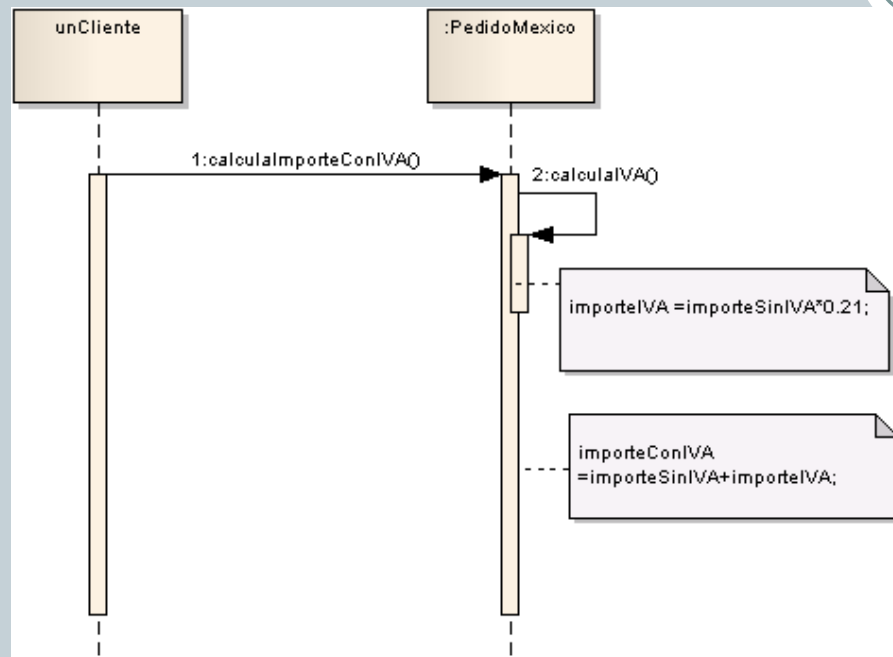 unCliente
:PedidoMexico
1:calculaImporteConIVA()
2:calculaIVA()
importeIVA =importeSinIVA*0.21;
importeConIVA
=importeSinIVA+importeIVA;